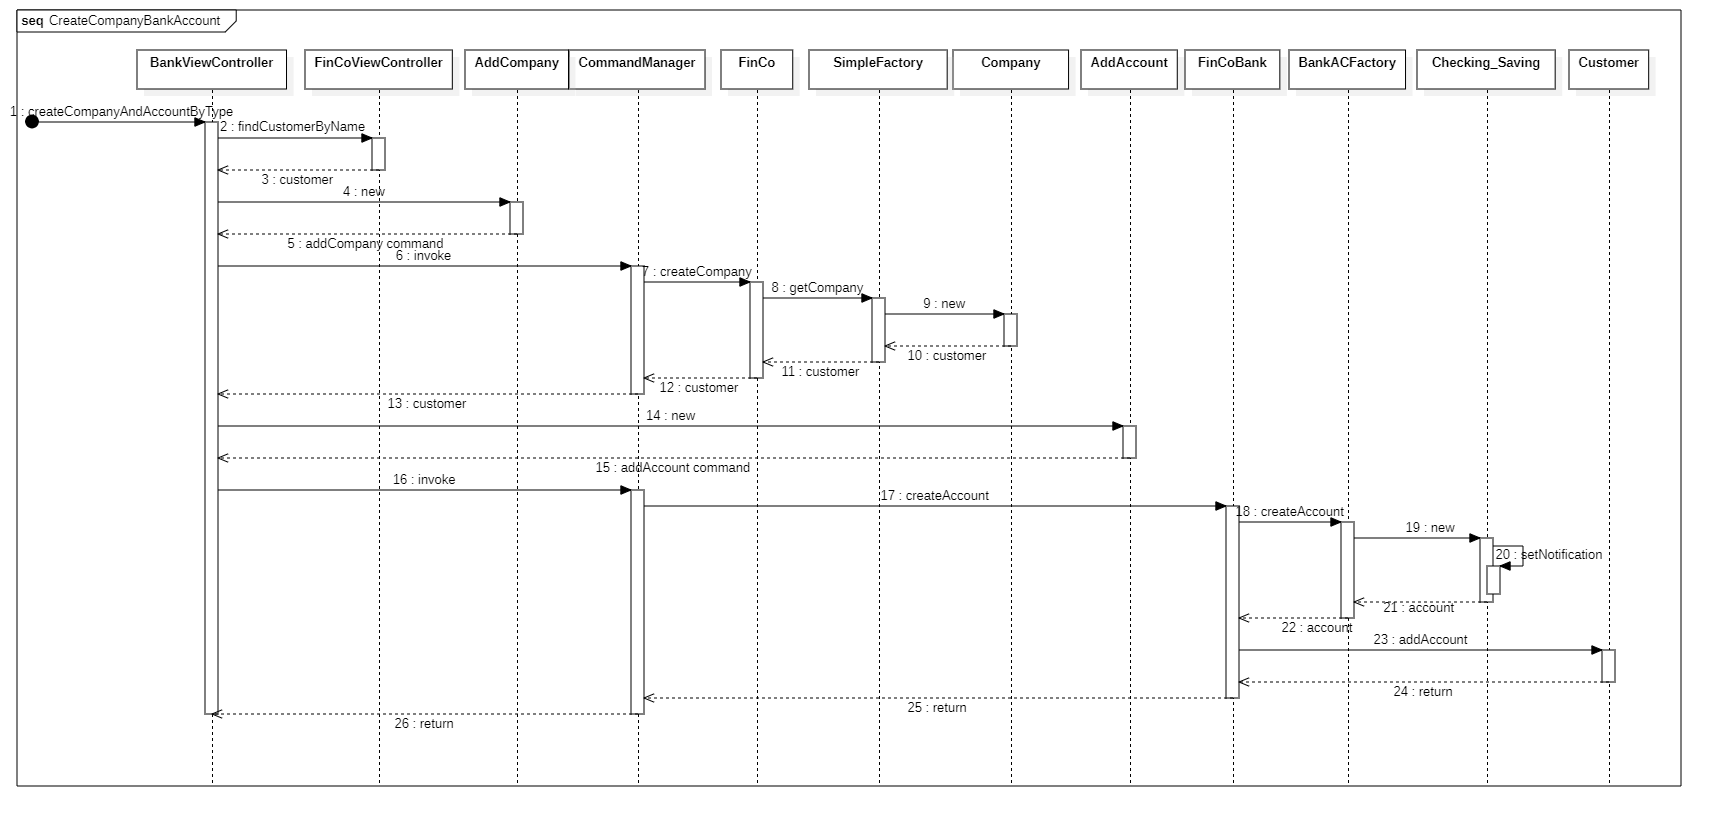 seq CreateCompanyBankAccount
BankViewController FinCoViewController AddCompany CommandManager FinCo SimpleFactory Company AddAccount FinCoBank BankACFactory Checking_Saving Customer
1 : createCompanyAndAccountByType
2 : findCustomerByName
3 : customer
4 : new
5 : addCompany command
6 : invoke
7 : createCompany
8 : getCompany
9 : new
10 : customer
11 : customer
12 : customer
13 : customer
14 : new
15 : addAccount command
16 : invoke
17 : createAccount
18 : createAccount
19 : new
20 : setNotification
21 : account
22 : account
23 : addAccount
24 : return
25 : return
26 : return